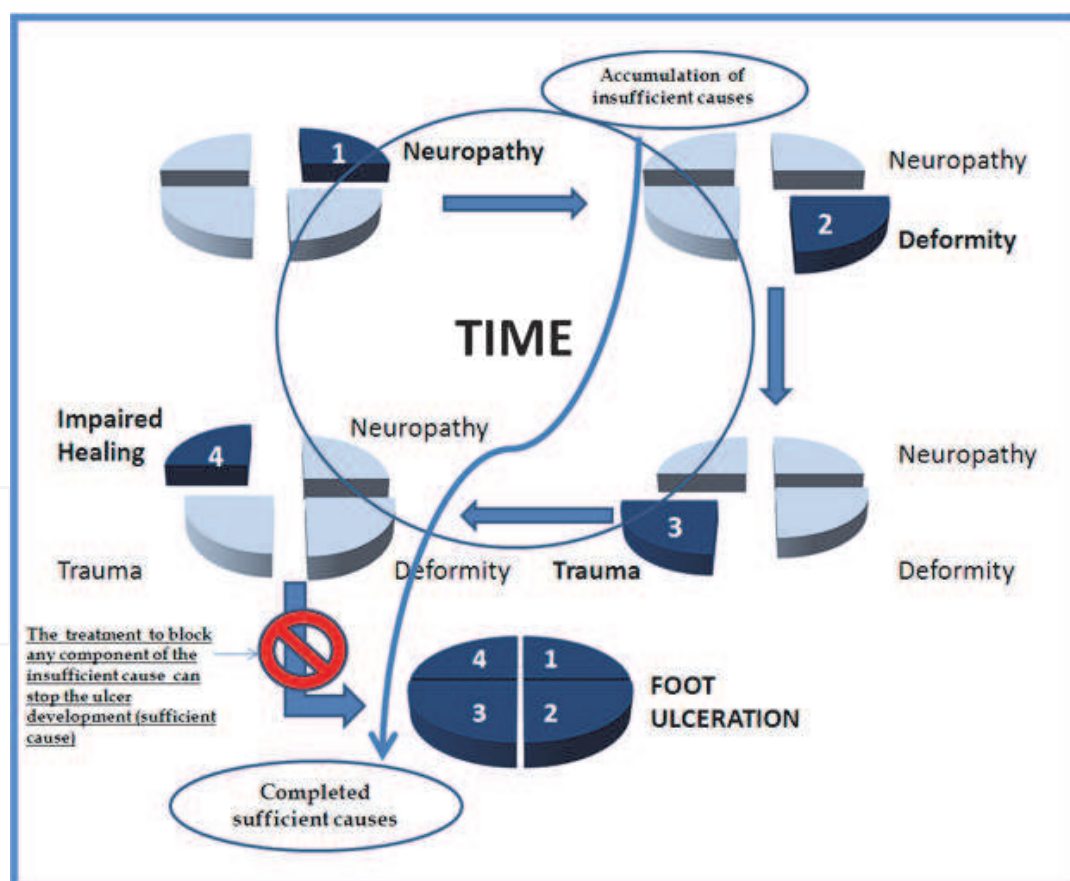 Accumulation of
insufficient causes
1
Neuropathy
Neuropathy
2
Deformity
TIME
Impaired
Healing
4
Neuropathy
Trauma
Deformity
Neuropathy
3
Trauma
Deformity
The treatment to block
any component of the
insufficient cause can
stop the ulcer
development (sufficient
cause)
4
1
3
2
FOOT
ULCERATION
Completed
sufficient causes